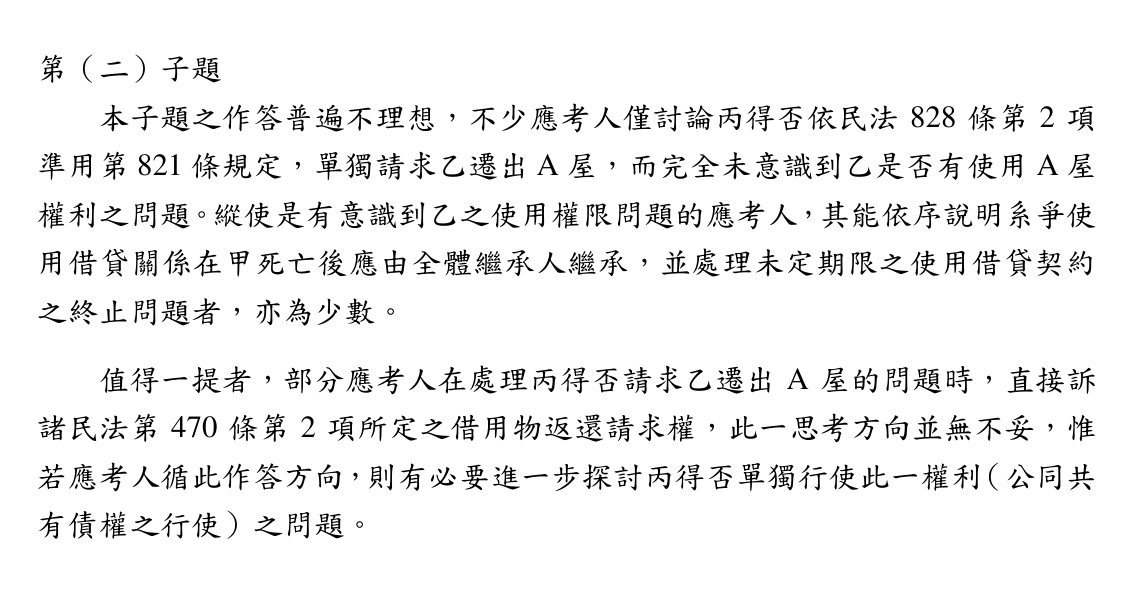 第（二）子題
本子題之作答普遍不理想，不少應考人僅討論丙得否依民法 828 條第 2 項
準用第 821 條規定，單獨請求乙遷出 A 屋，而完全未意識到乙是否有使用 A 屋
權利之問題。縱使是有意識到乙之使用權限問題的應考人，其能依序說明系爭使
用借貸關係在甲死亡後應由全體繼承人繼承，並處理未定期限之使用借貸契約
之終止問題者，亦為少數。
值得一提者，部分應考人在處理丙得否請求乙遷出 A 屋的問題時，直接訴
諸民法第 470 條第 2 項所定之借用物返還請求權，此一思考方向並無不妥，惟
若應考人循此作答方向，則有必要進一步探討丙得否單獨行使此一權利（公同共
有債權之行使）之問題。